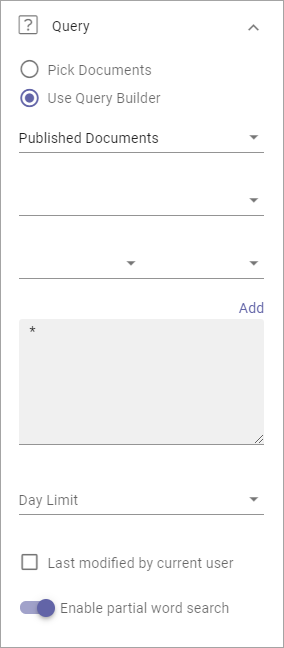 ? Query
Pick Documents
Use Query Builder
Published Documents
Add
*
Day Limit
Last modified by current user
Enable partial word search